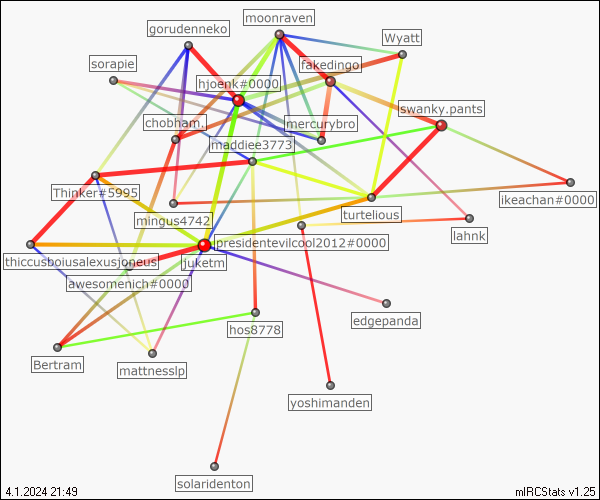 moonraven
gorudenneko
Wyatt
sorapie
fakedingo
hjoenk#0000
swanky.pants
chobham.
mercurybro
maddiee3773
Thinker#5995
ikeachan#0000
mingus4742
turtelious
lahnk
presidentevilcool2012#0000
thiccusboiusalexusjoneus
juketm
awesomenich#0000
edgepanda
hos8778
Bertram
mattnesslp
yoshimanden
solaridenton
4.1.2024 21:49
mIRCStats v1.25